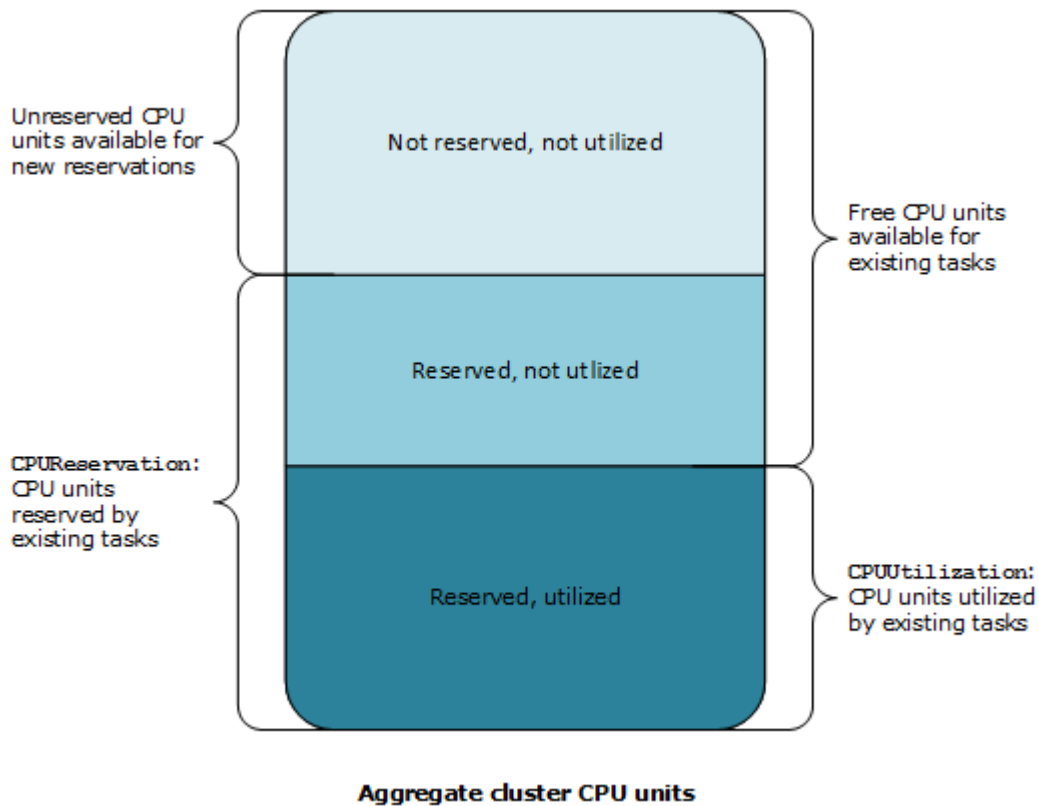 Unreserved CPU
units available for
new reservations
Not reserved, not utilized
Free CPU units
available for
existing tasks
Reserved, not utlized
CPUReservation:
CPU units
reserved by
existing tasks
Reserved, utilized
CPUUtilization:
CPU units utilized
by existing tasks
Aggregate cluster CPU units